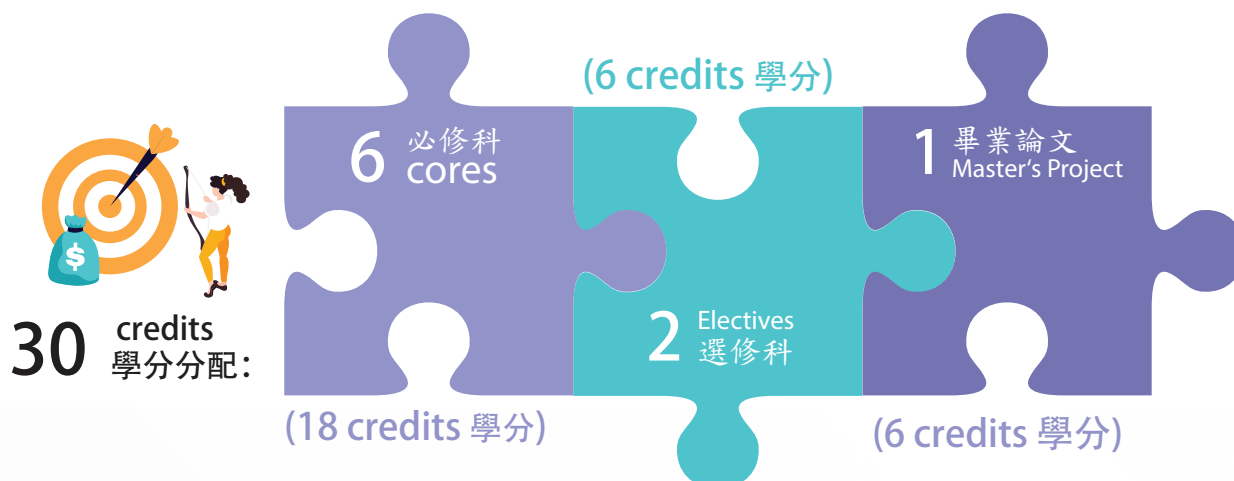 30 credits
學分分配：
6 必修科
cores
(18 credits 學分)
(6 credits 學分)
2 Electives
選修科
1 畢業論文
Master‘s Project
(6 credits 學分)
$